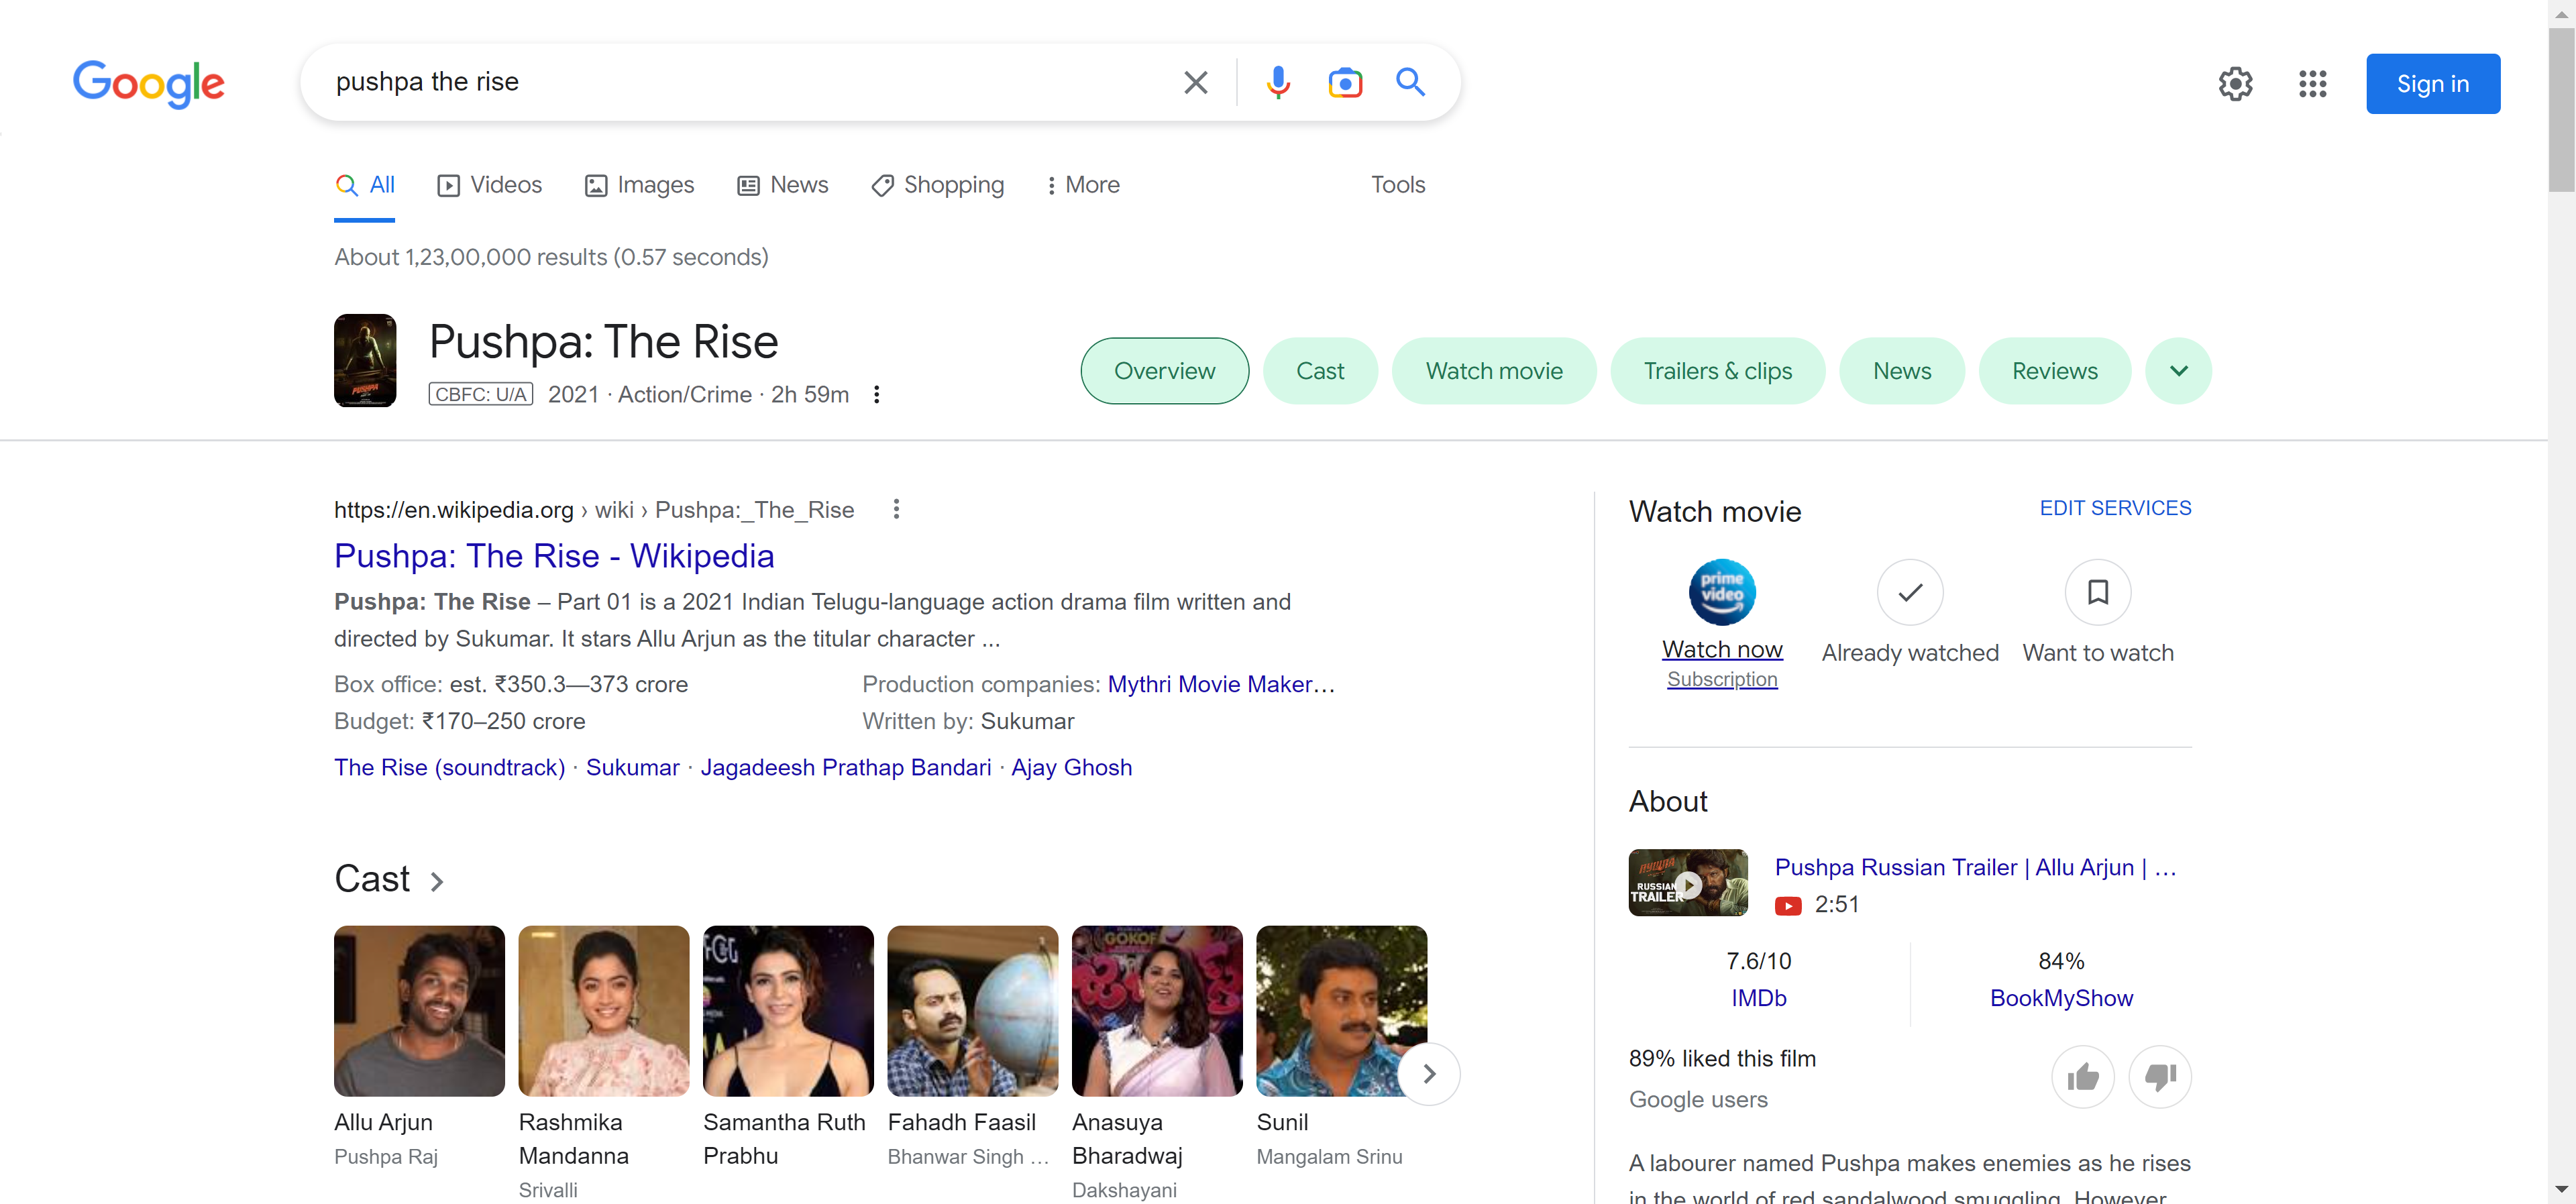 Google
pushpa the rise
Sign in
All
Videos
Images
News
Shopping
More
Tools
About 1,23,00,000 results (0.57 seconds)
PUSHPA
Pushpa: The Rise
CBFC: U/A 2021 · Action/Crime · 2h 59m
Overview
Cast
Watch movie
Trailers & clips
News
Reviews
https://en.wikipedia.org › wiki › Pushpa:_The_Rise
Pushpa: The Rise - Wikipedia
Pushpa: The Rise – Part 01 is a 2021 Indian Telugu-language action drama film written and
directed by Sukumar. It stars Allu Arjun as the titular character ...
Box office: est. ₹350.3—373 crore
Production companies: Mythri Movie Maker…
Budget: ₹170–250 crore
Written by: Sukumar
The Rise (soundtrack) · Sukumar · Jagadeesh Prathap Bandari · Ajay Ghosh
Cast
Allu Arjun
Pushpa Raj
Rashmika
Mandanna
Srivalli
Samantha Ruth
Prabhu
Fahadh Faasil
Bhanwar Singh …
Anasuya
Bharadwaj
Dakshayani
Sunil
Mangalam Srinu
Watch movie
EDIT SERVICES
prime
video
Watch now
Subscription
Already watched
Want to watch
About
RUSSIAN
TRAILER
Pushpa Russian Trailer | Allu Arjun | …
2:51
7.6/10
IMDb
84%
BookMyShow
89% liked this film
Google users
A labourer named Pushpa makes enemies as he rises
in the world of red sandalwood smuggling. However,